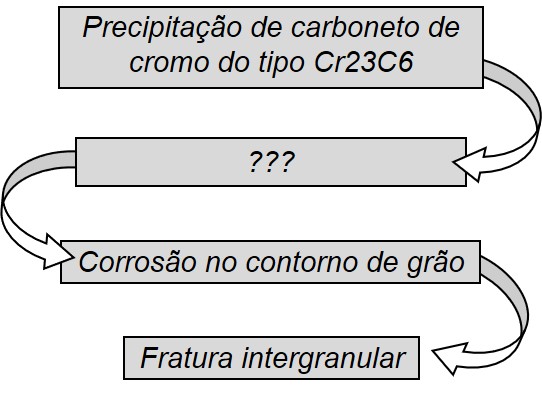 Precipitação de carboneto de
cromo do tipo Cr23C6
???
Corrosão no contorno de grão
Fratura intergranular